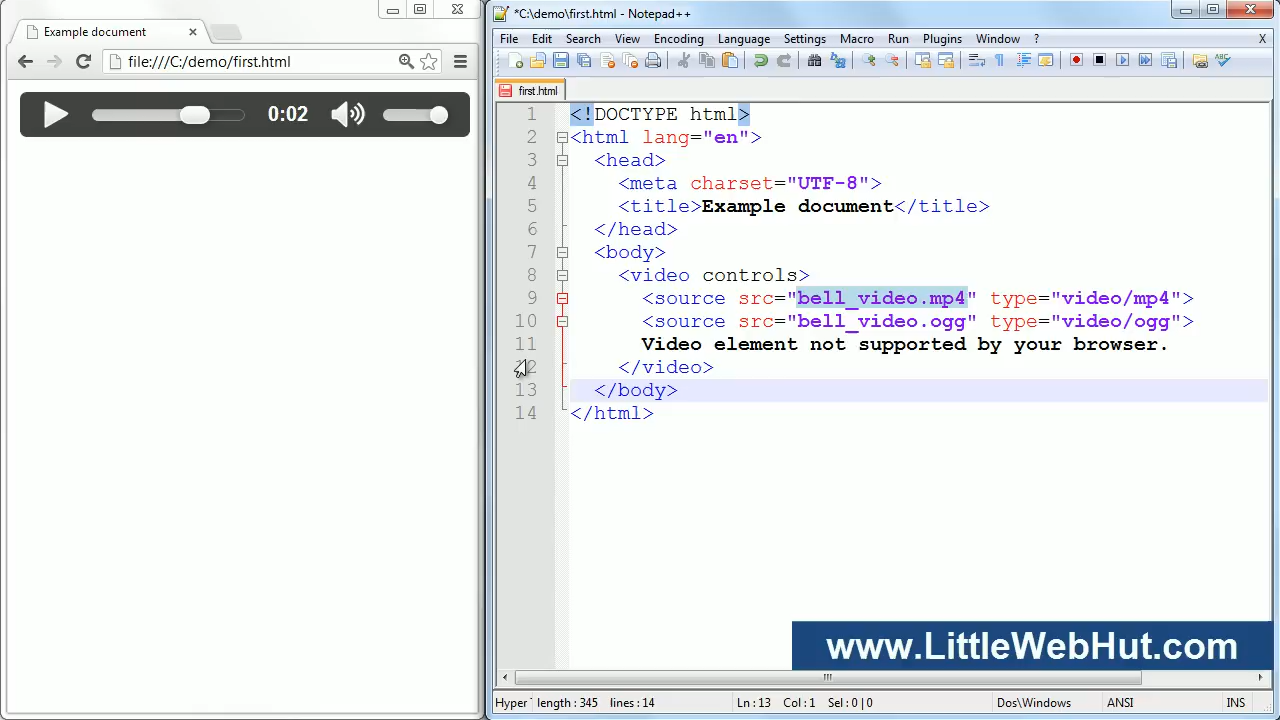 Example document
file:///C:/demo/first.html
0:02
*C:\demo\first.html - Notepad++
File Edit Search View Encoding Language Settings Macro Run Plugins Window ? X
first.html
1 <!DOCTYPE html>
2 <html lang="en">
3 <head>
4 <meta charset="UTF-8">
5 <title>Example document</title>
6 </head>
7 <body>
8 <video controls>
9 <source src="bell_video.mp4" type="video/mp4">
10 <source src="bell_video.ogg" type="video/ogg">
11 Video element not supported by your browser.
12 </video>
13 </body>
14 </html>
www.LittleWebHut.com
Hyper length : 345 lines : 14 Ln : 13 Col : 1 Sel : 0 | 0 Dos\Windows ANSI INS